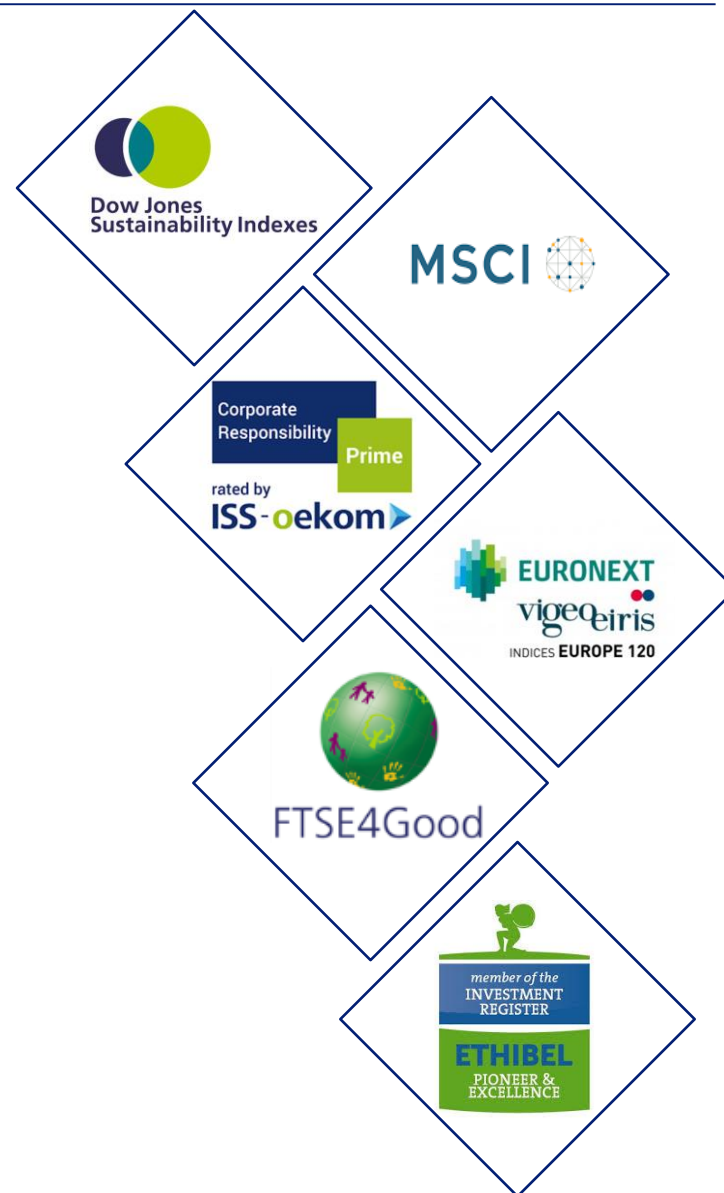 Dow Jones
Sustainability Indexes
MSCI
Corporate
Responsibility
Prime
rated by
ISS-oekom
EURONEXT
vigeoeiris
INDICES EUROPE 120
FTSE4Good
member of the
INVESTMENT
REGISTER
ETHIBEL
PIONEER &
EXCELLENCE